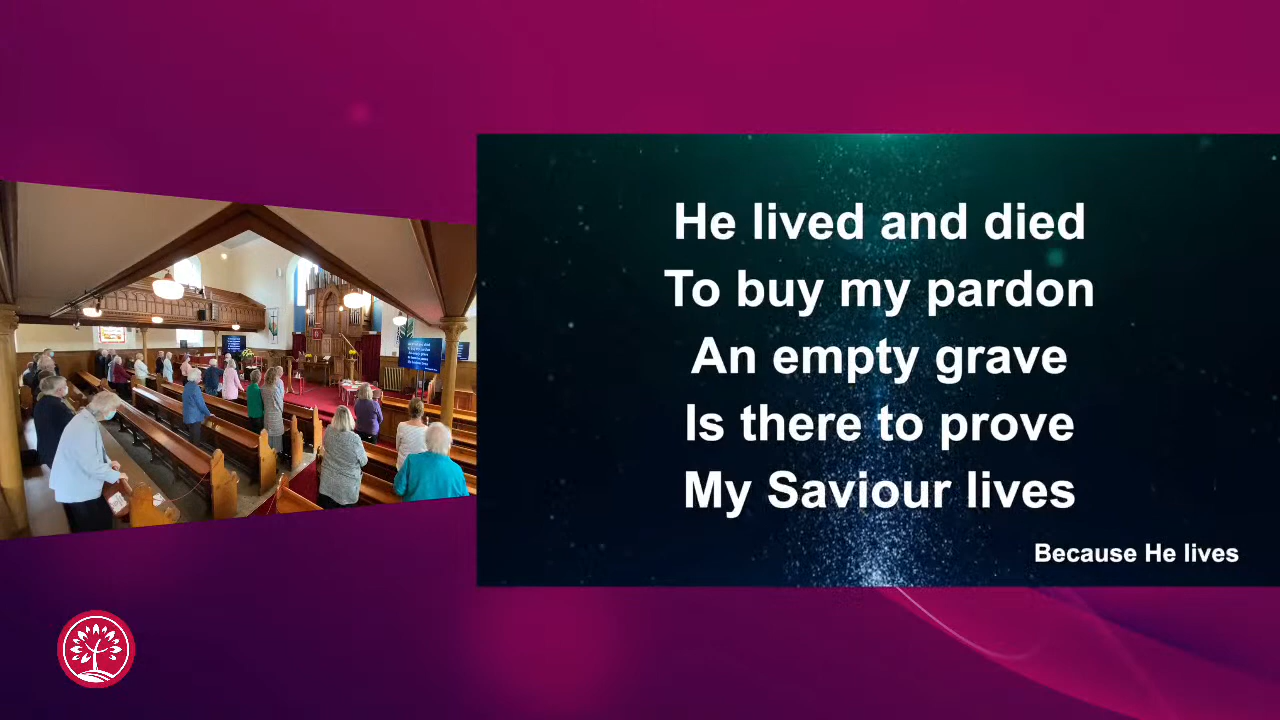 He lived and died
To buy my pardon
An empty grave
Is there to prove
My Saviour lives
Because He lives